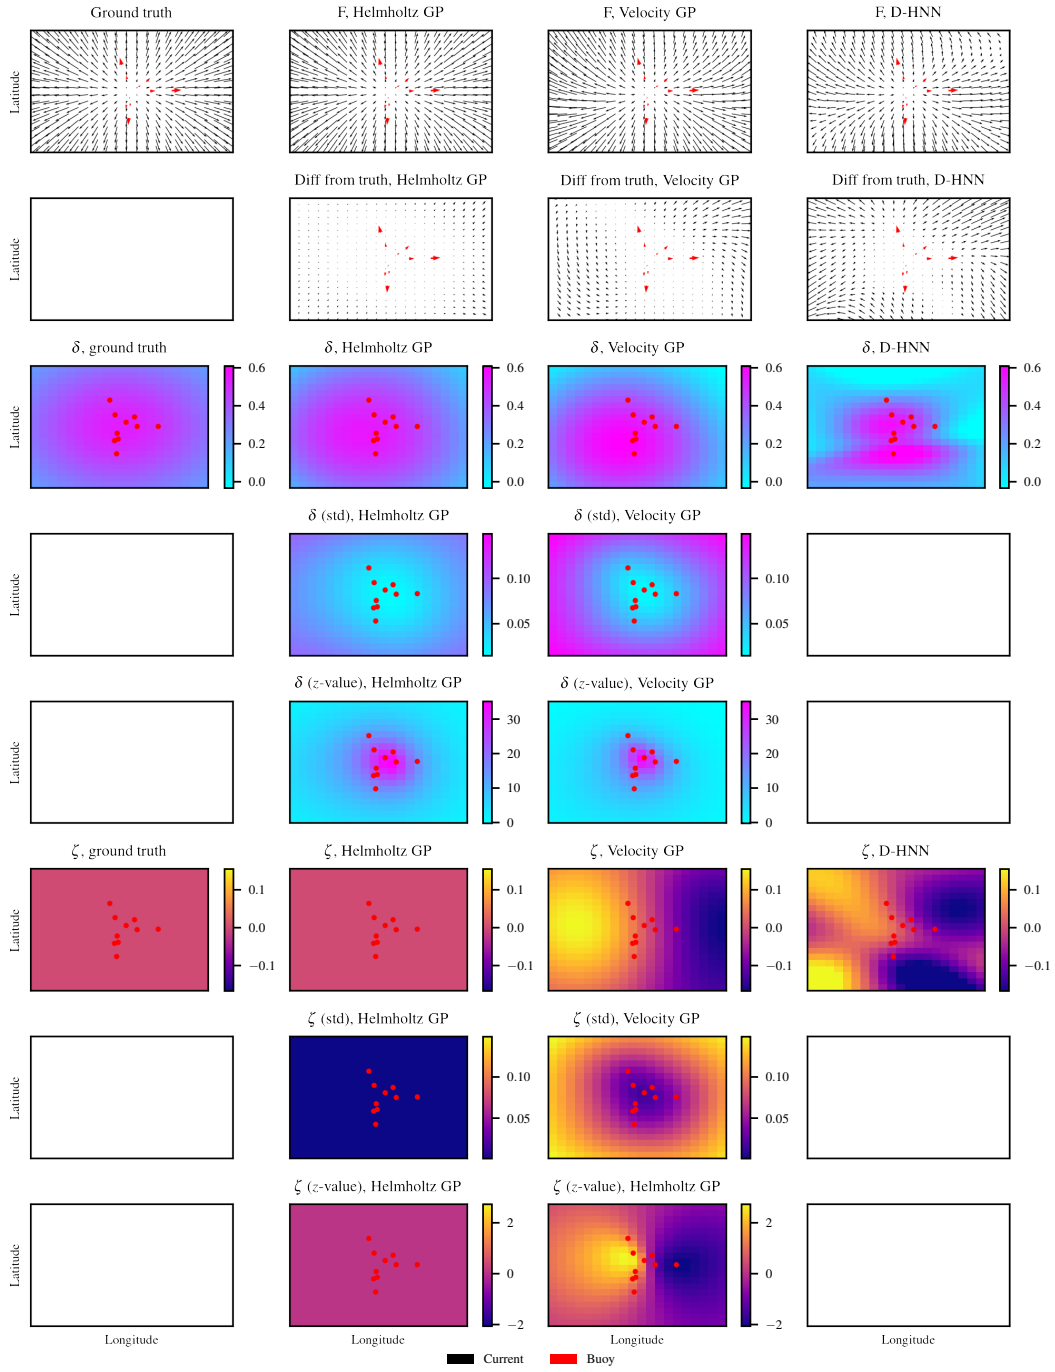 Ground truth F, Helmholtz GP F, Velocity GP F, D-HNN
Latitude
Diff from truth, Helmholtz GP Diff from truth, Velocity GP Diff from truth, D-HNN
Latitude
δ, ground truth δ, Helmholtz GP δ, Velocity GP δ, D-HNN
Latitude
0.6 0.6 0.6 0.6
0.4 0.4 0.4 0.4
0.2 0.2 0.2 0.2
0.0 0.0 0.0 0.0
δ (std), Helmholtz GP δ (std), Velocity GP
Latitude
0.10 0.10
0.05 0.05
δ (z-value), Helmholtz GP δ (z-value), Velocity GP
Latitude
30 30
20 20
10 10
0 0
ζ, ground truth ζ, Helmholtz GP ζ, Velocity GP ζ, D-HNN
Latitude
0.1 0.1 0.1 0.1
0.0 0.0 0.0 0.0
−0.1 −0.1 −0.1 −0.1
ζ (std), Helmholtz GP ζ (std), Velocity GP
Latitude
0.10 0.10
0.05 0.05
ζ (z-value), Helmholtz GP ζ (z-value), Helmholtz GP
Latitude
2 2
0 0
−2 −2
Longitude Longitude Longitude Longitude
Current Buoy